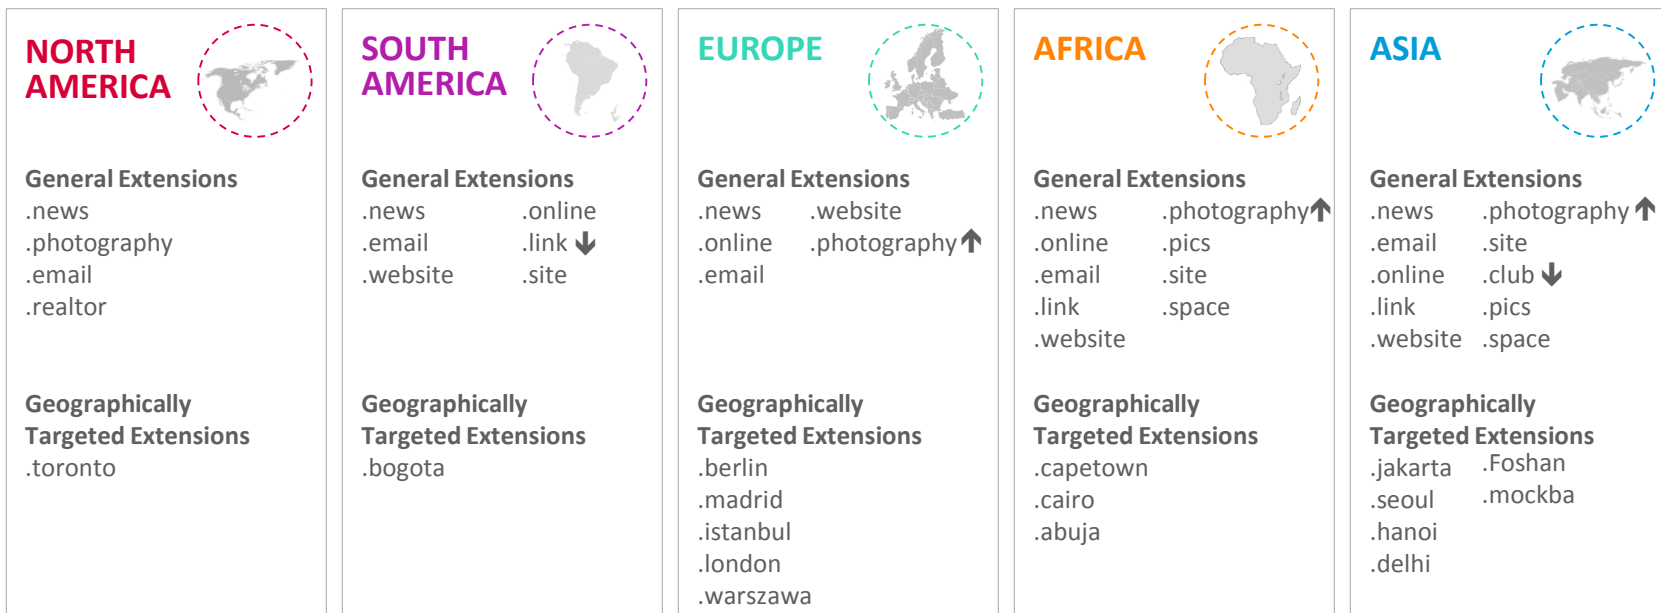 NORTH
AMERICA
General Extensions
.news
.photography
.email
.realtor
Geographically
Targeted Extensions
.toronto
SOUTH
AMERICA
General Extensions
.news .online
.email .link ↓
.website .site
Geographically
Targeted Extensions
.bogota
EUROPE
General Extensions
.news .website
.online .photography ↑
.email
Geographically
Targeted Extensions
.berlin
.madrid
.istanbul
.london
.warszawa
AFRICA
General Extensions
.news .photography ↑
.online .pics
.email .site
.link .space
.website
Geographically
Targeted Extensions
.capetown
.cairo
.abuja
ASIA
General Extensions
.news .photography ↑
.email .site
.online .club ↓
.link .pics
.website .space
Geographically
Targeted Extensions
.jakarta .Foshan
.seoul .mockba
.hanoi
.delhi